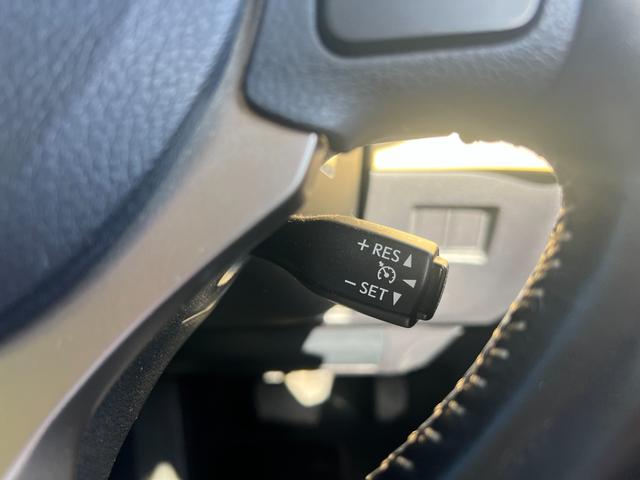 + RES ▲
− SET ▼